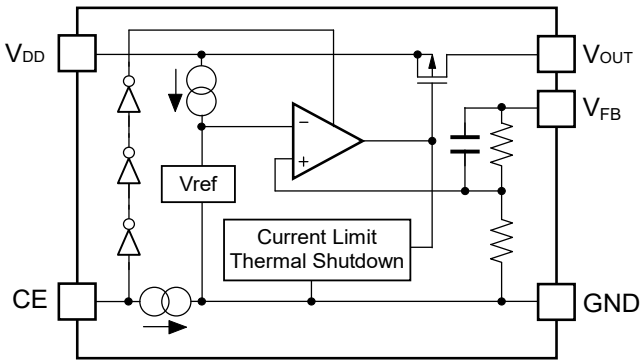 VDD
VOUT
VFB
−
+
Vref
Current Limit
Thermal Shutdown
CE
GND